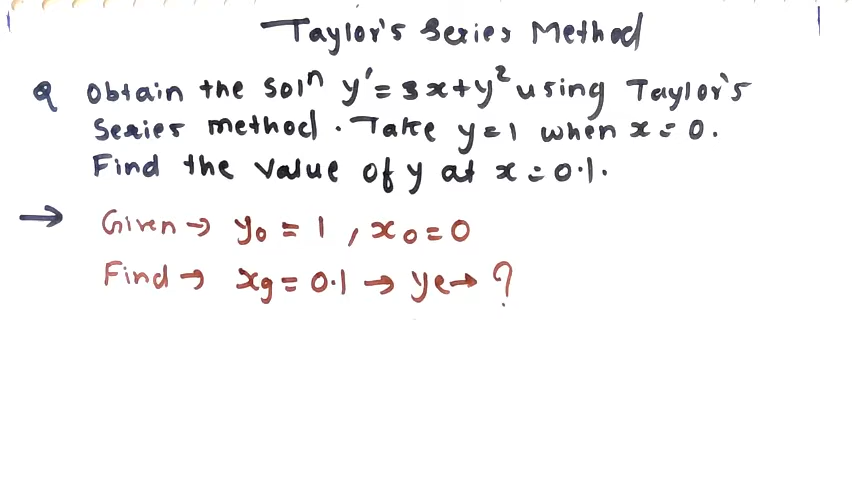 Taylor's Series Method
Q Obtain the solⁿ y' = 3x + y² using Taylor's
Series method. Take y = 1 when x = 0.
Find the value of y at x = 0.1.
→ Given → y₀ = 1 , x₀ = 0
Find → xg = 0.1 → ye → ?